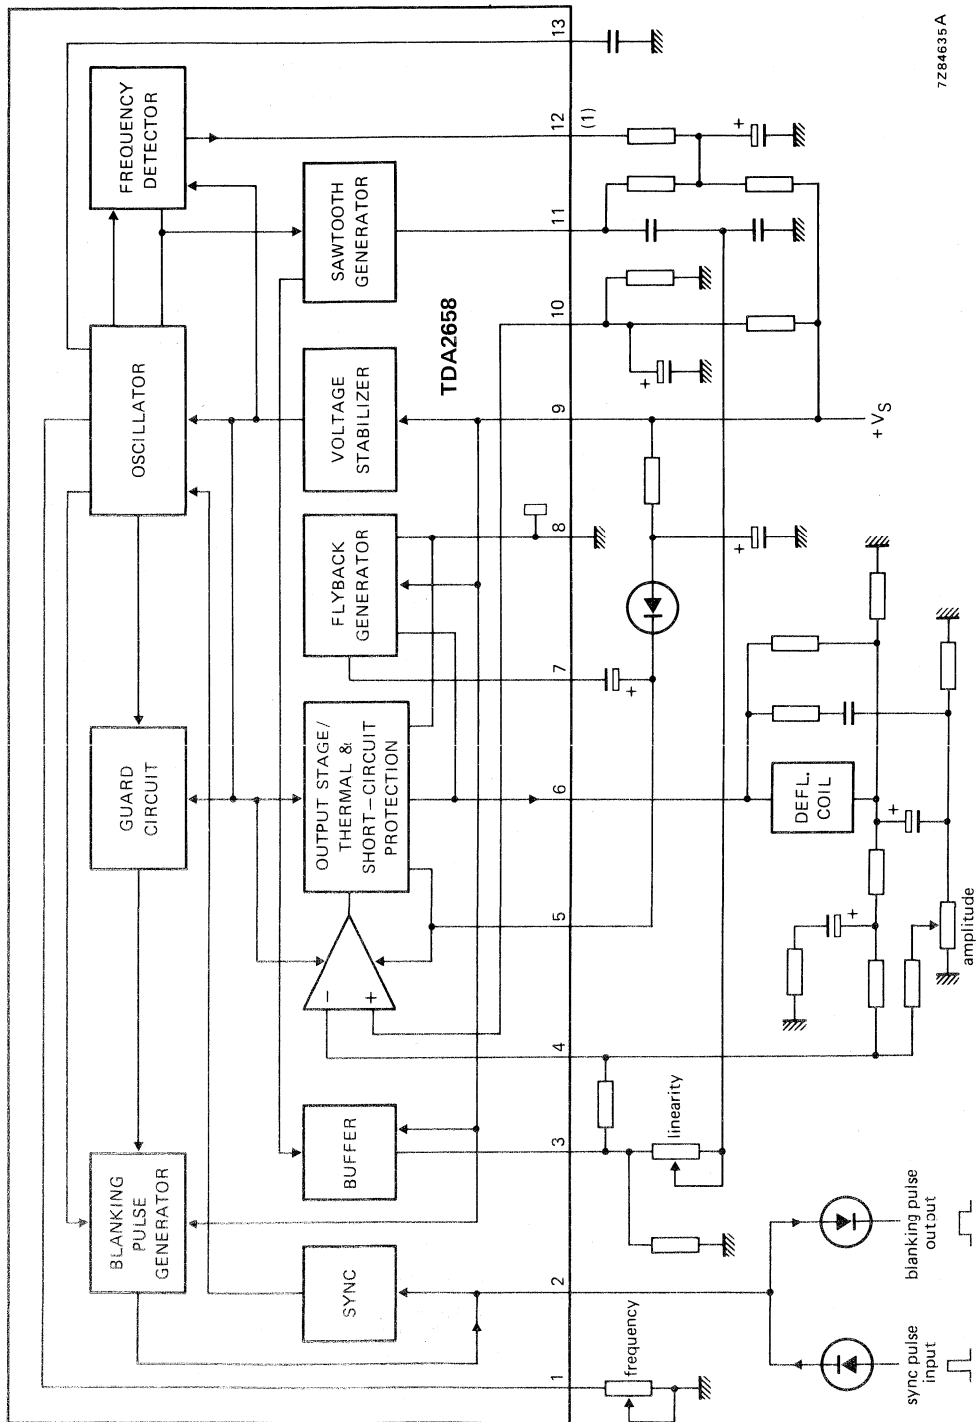 BLANKING
PULSE
GENERATOR
GUARD
CIRCUIT
OSCILLATOR
FREQUENCY
DETECTOR
SYNC
BUFFER
−
+
OUTPUT STAGE/
THERMAL &
SHORT-CIRCUIT
PROTECTION
FLYBACK
GENERATOR
VOLTAGE
STABILIZER
SAWTOOTH
GENERATOR
TDA2658
1
2
3
4
5
6
7
8
9
10
11
12
13
(1)
frequency
linearity
+
+
+
+
+
+
DEFL.
COIL
+VS
sync pulse
input
blanking pulse
output
amplitude
7Z84635A